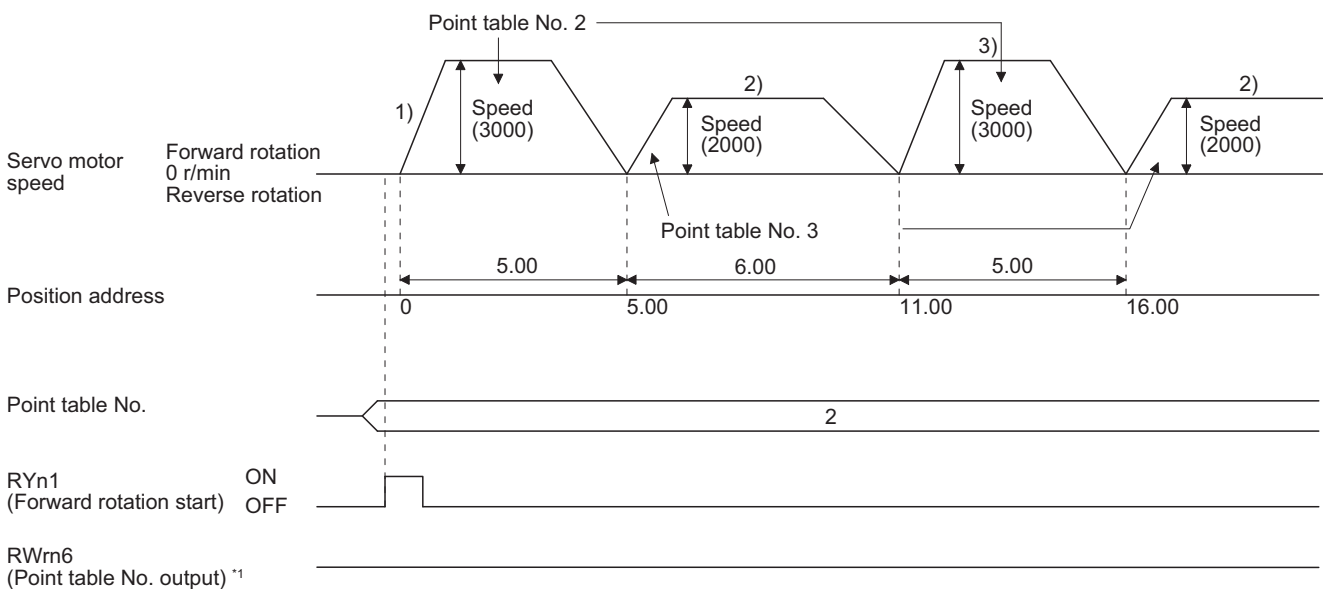 Point table No. 2
1)
Speed
(3000)
2)
Speed
(2000)
3)
Speed
(3000)
2)
Speed
(2000)
Servo motor
speed
Forward rotation
0 r/min
Reverse rotation
Point table No. 3
5.00
6.00
5.00
Position address
0
5.00
11.00
16.00
Point table No.
2
RYn1
(Forward rotation start)
ON
OFF
RWrn6
(Point table No. output) *1